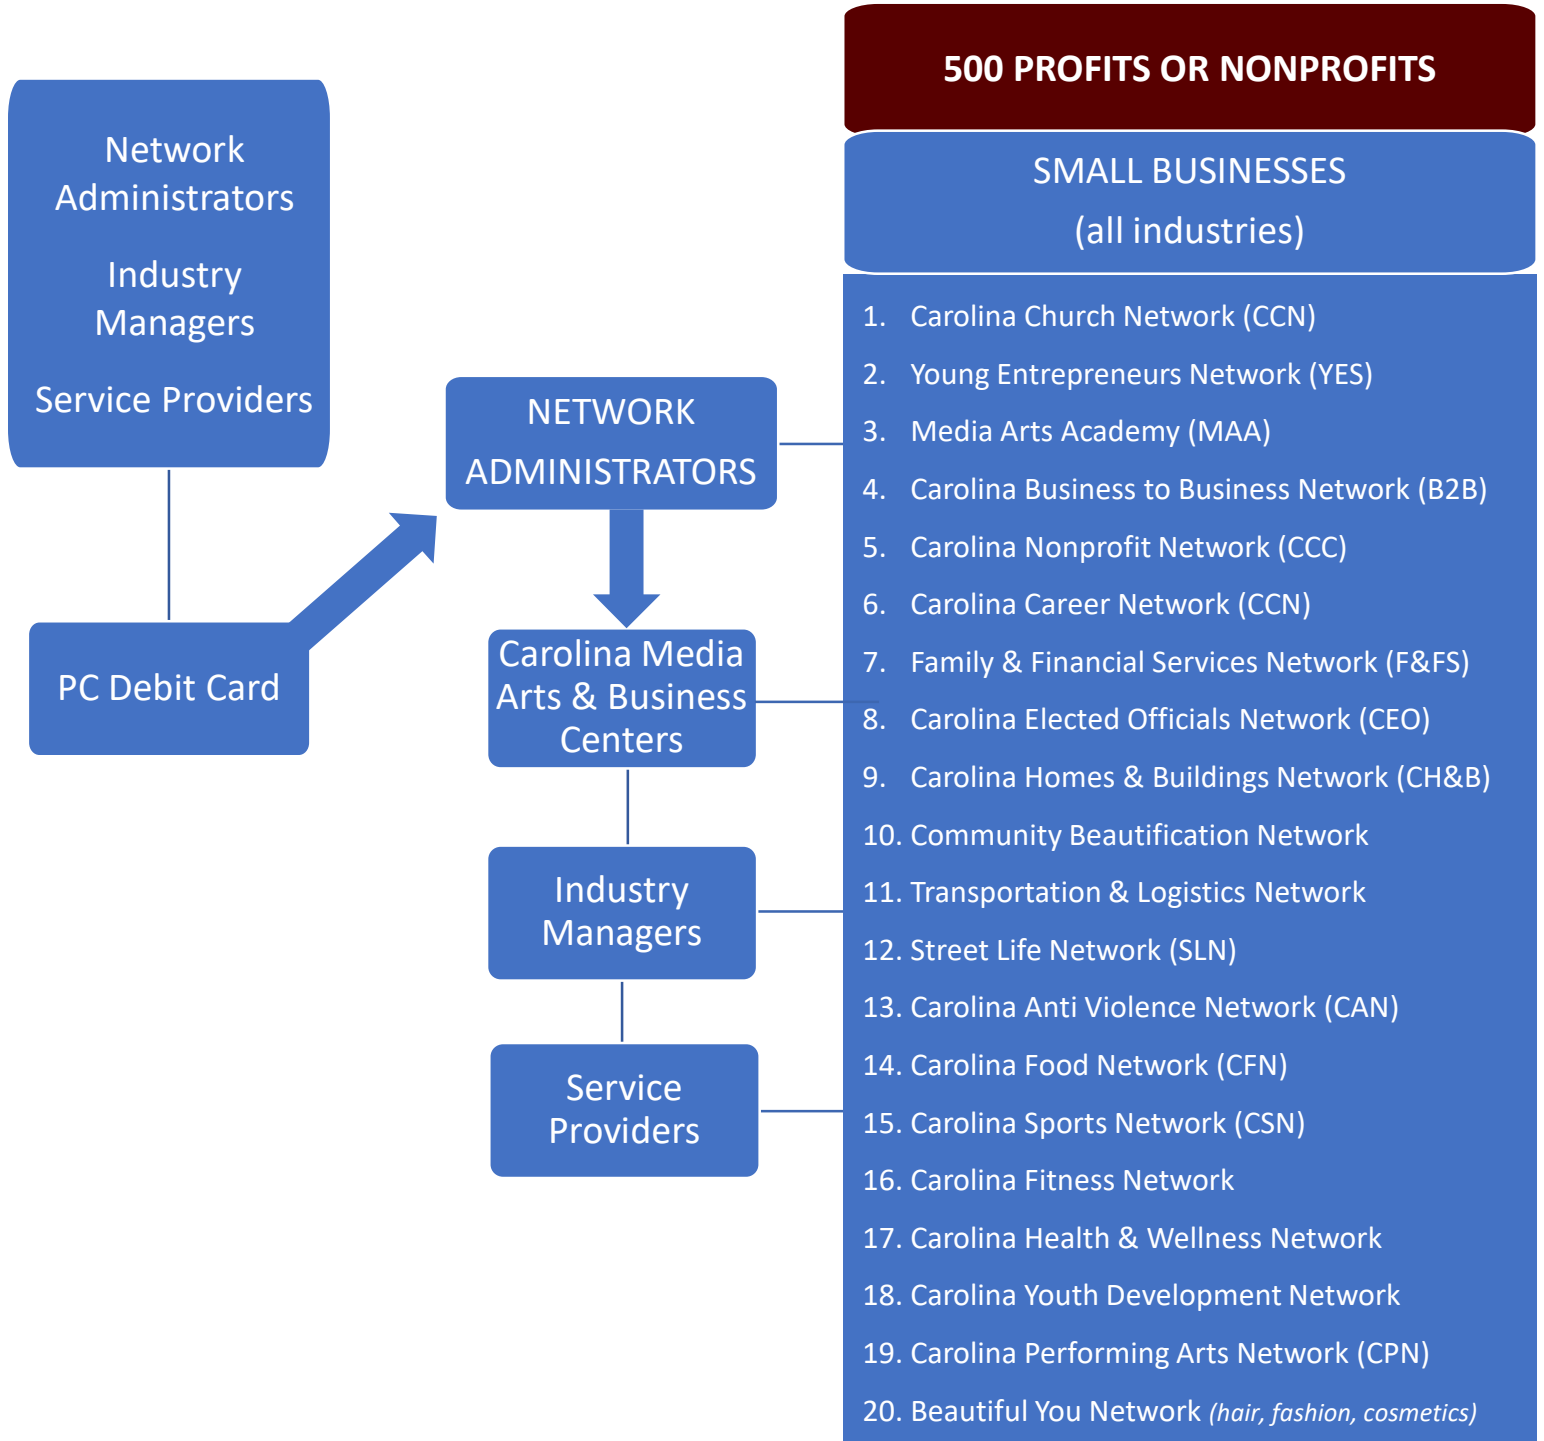 500 PROFITS OR NONPROFITS
SMALL BUSINESSES
(all industries)
Network
Administrators
Industry
Managers
Service Providers
PC Debit Card
NETWORK
ADMINISTRATORS
Carolina Media
Arts & Business
Centers
Industry
Managers
Service
Providers
1. Carolina Church Network (CCN)
2. Young Entrepreneurs Network (YES)
3. Media Arts Academy (MAA)
4. Carolina Business to Business Network (B2B)
5. Carolina Nonprofit Network (CCC)
6. Carolina Career Network (CCN)
7. Family & Financial Services Network (F&FS)
8. Carolina Elected Officials Network (CEO)
9. Carolina Homes & Buildings Network (CH&B)
10. Community Beautification Network
11. Transportation & Logistics Network
12. Street Life Network (SLN)
13. Carolina Anti Violence Network (CAN)
14. Carolina Food Network (CFN)
15. Carolina Sports Network (CSN)
16. Carolina Fitness Network
17. Carolina Health & Wellness Network
18. Carolina Youth Development Network
19. Carolina Performing Arts Network (CPN)
20. Beautiful You Network (hair, fashion, cosmetics)